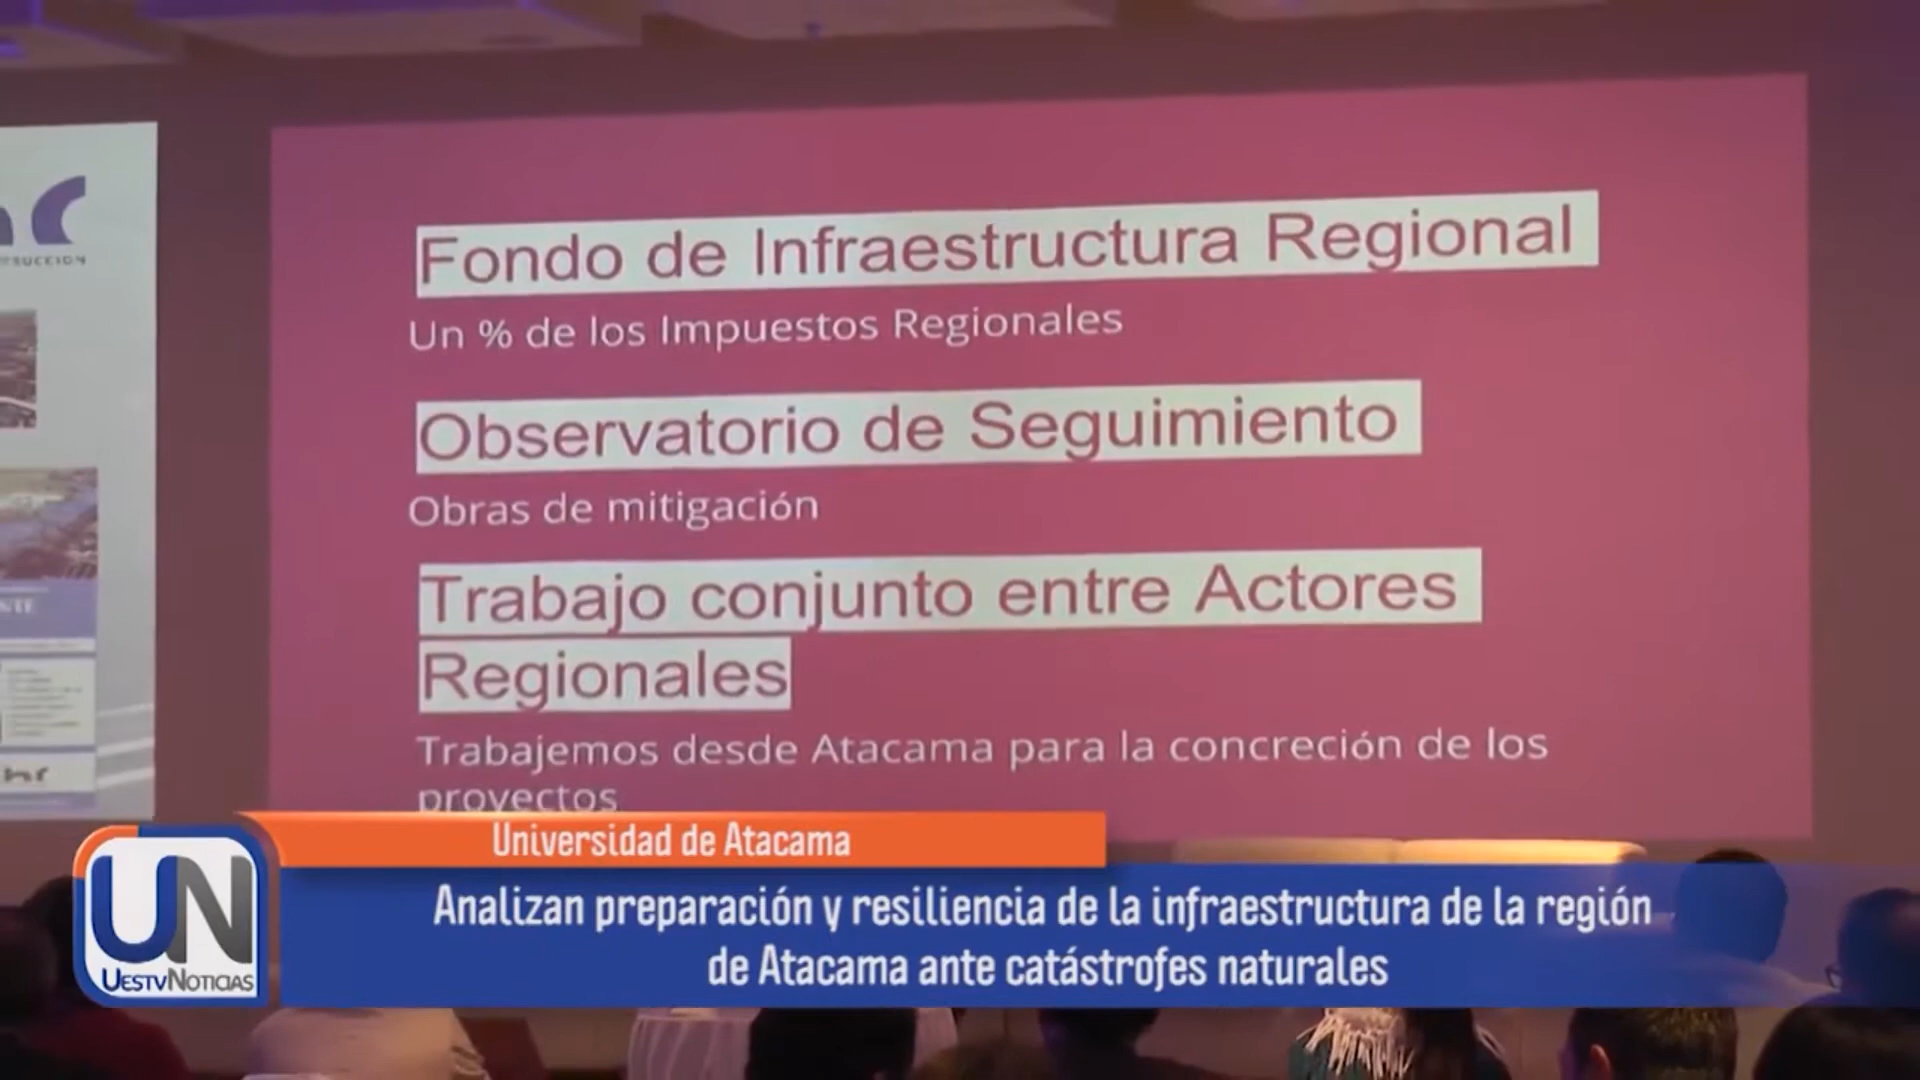 Fondo de Infraestructura Regional
Un % de los Impuestos Regionales
Observatorio de Seguimiento
Obras de mitigación
Trabajo conjunto entre Actores
Regionales
Trabajemos desde Atacama para la concreción de los
proyectos
Universidad de Atacama
Analizan preparación y resiliencia de la infraestructura de la región
de Atacama ante catástrofes naturales
UN
UESTVNOTICIAS